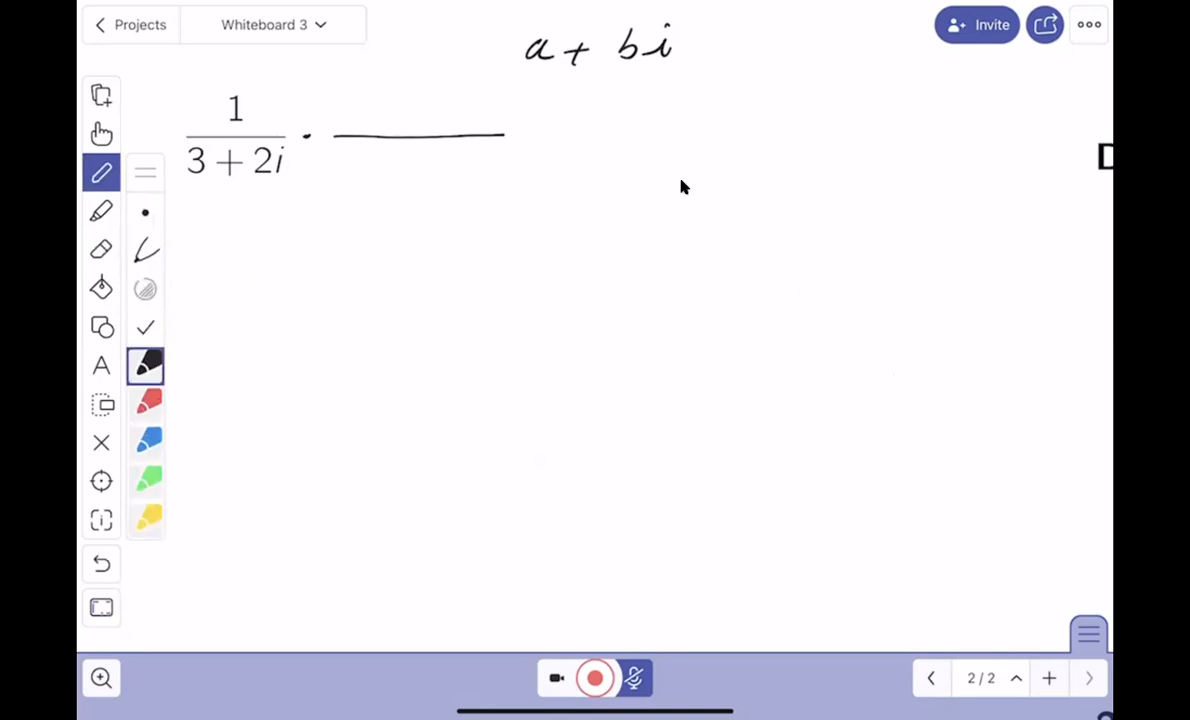 Projects
Whiteboard 3
Invite
a + bi
1
3 + 2i
·
A
D
2/2